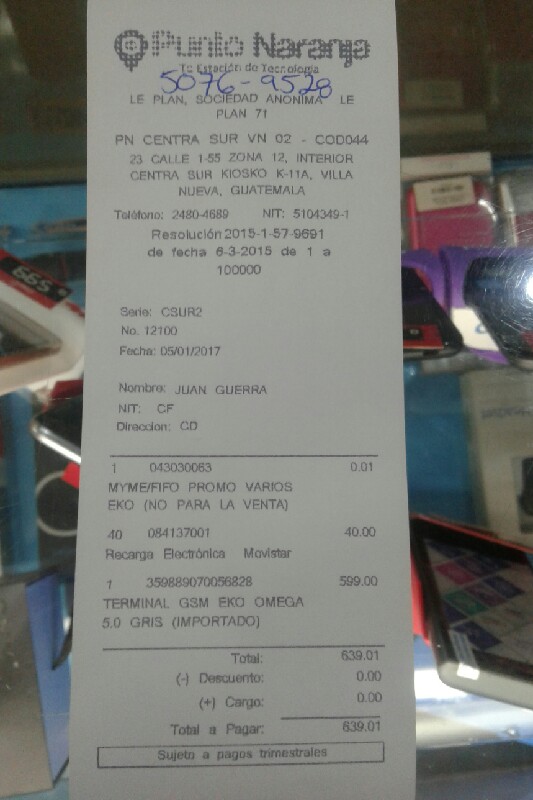 Punto Naranja
Tu Estación de Tecnología
5076-9528
LE PLAN, SOCIEDAD ANONIMA LE
PLAN 71
PN CENTRA SUR VN 02 - COD044
23 CALLE 1-55 ZONA 12, INTERIOR
CENTRA SUR KIOSKO K-11A, VILLA
NUEVA, GUATEMALA
Teléfono: 2480-4689 NIT: 5104349-1
Resolución 2015-1-57-9691
de fecha 6-3-2015 de 1 a
100000
Serie: CSUR2
No. 12100
Fecha: 05/01/2017
Nombre: JUAN GUERRA
NIT: CF
Direccion: CD
1 043030063 0.01
MYME/FIFO PROMO VARIOS
EKO (NO PARA LA VENTA)
40 084137001 40.00
Recarga Electrónica Movistar
1 359889070056828 599.00
TERMINAL GSM EKO OMEGA
5.0 GRIS (IMPORTADO)
Total: 639.01
(-) Descuento: 0.00
(+) Cargo: 0.00
Total a Pagar: 639.01
Sujeto a pagos trimestrales
599